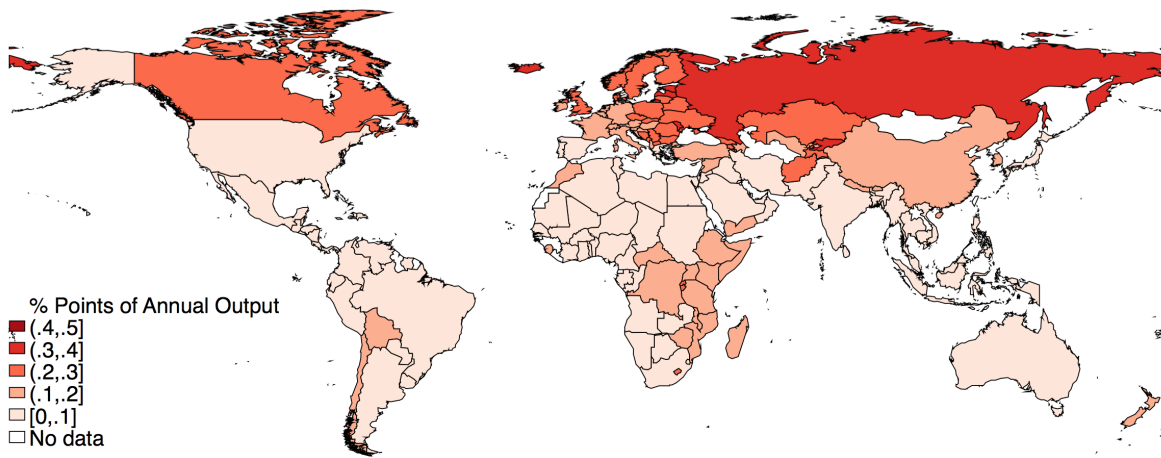 % Points of Annual Output
(.4,.5]
(.3,.4]
(.2,.3]
(.1,.2]
[0,.1]
No data